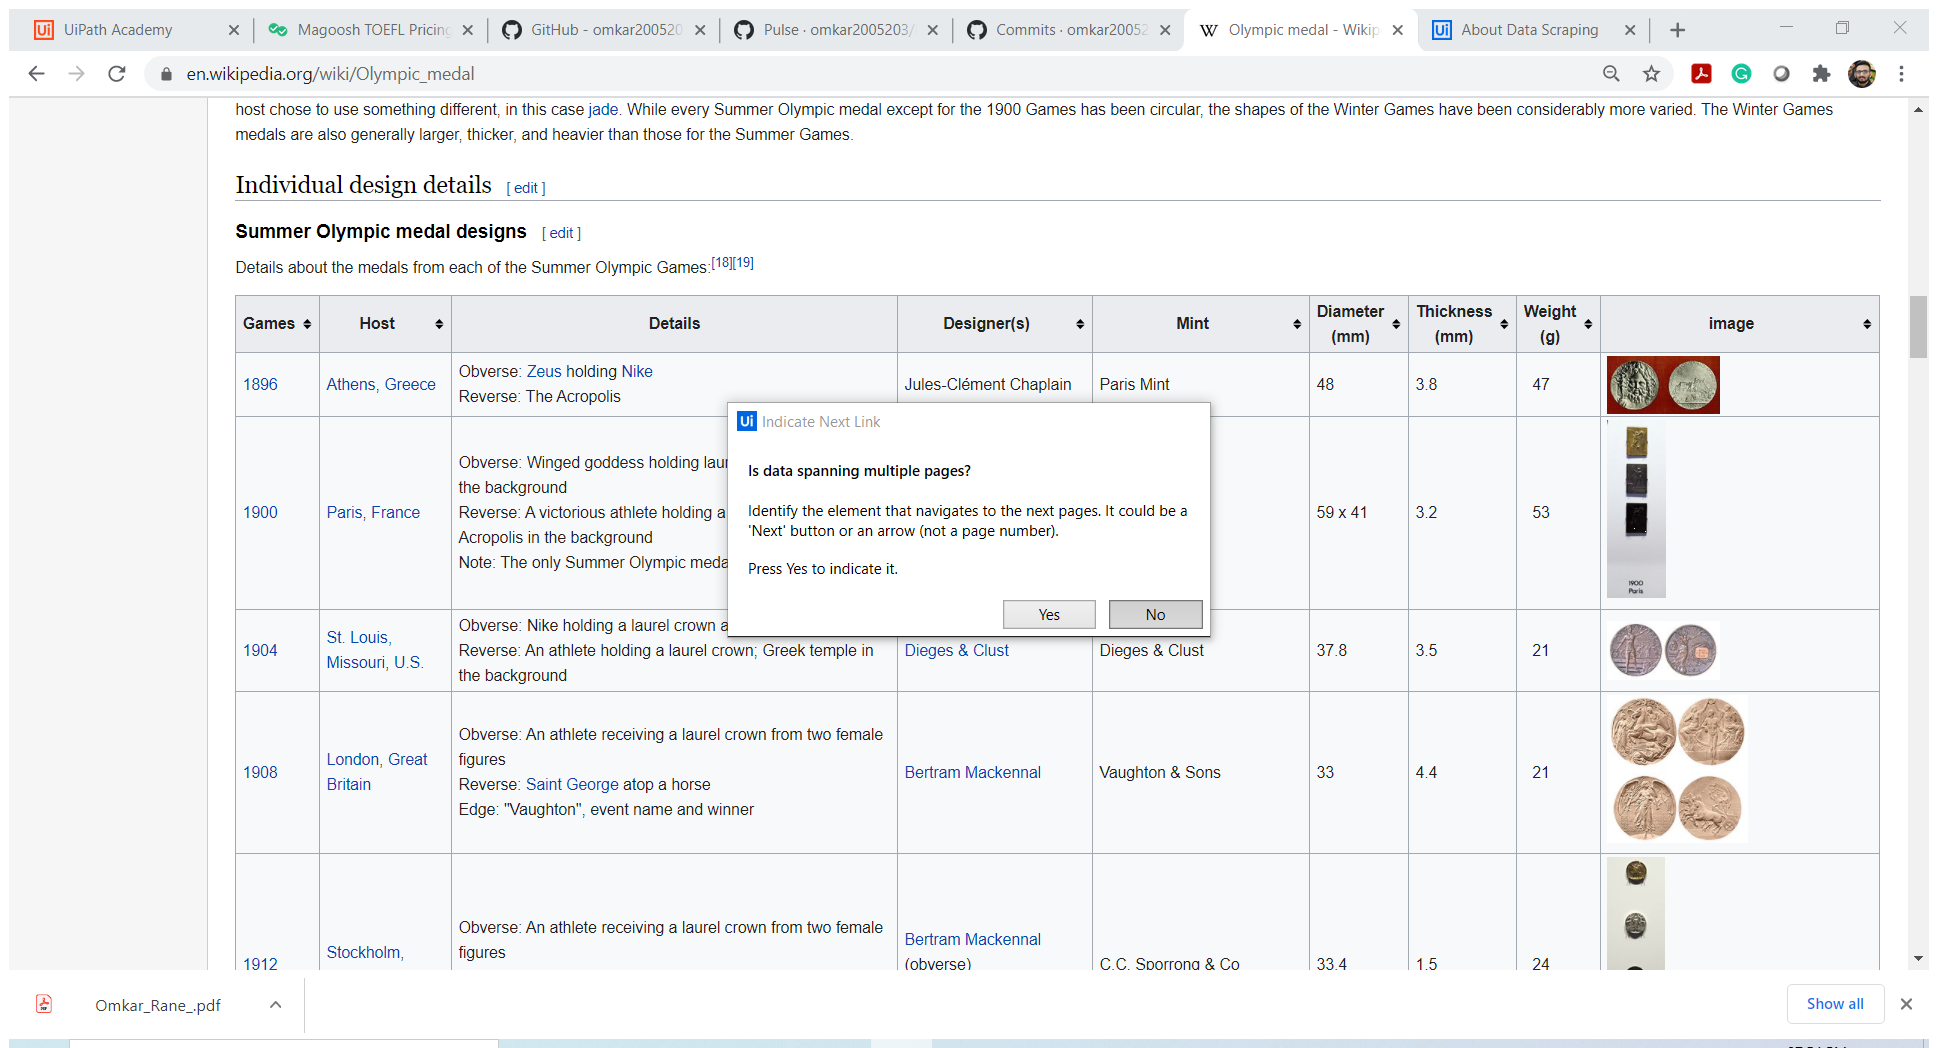 UiPath Academy
Magoosh TOEFL Pricing
GitHub - omkar200520
Pulse · omkar2005203/
Commits · omkar20052
Olympic medal - Wikip
About Data Scraping
en.wikipedia.org/wiki/Olympic_medal
host chose to use something different, in this case jade. While every Summer Olympic medal except for the 1900 Games has been circular, the shapes of the Winter Games have been considerably more varied. The Winter Games
medals are also generally larger, thicker, and heavier than those for the Summer Games.
Individual design details [ edit ]
Summer Olympic medal designs [ edit ]
Details about the medals from each of the Summer Olympic Games:[18][19]
Games Host Details Designer(s) Mint Diameter (mm) Thickness (mm) Weight (g) image
1896
Athens, Greece
Obverse: Zeus holding Nike
Reverse: The Acropolis
Jules-Clément Chaplain
Paris Mint
48
3.8
47
1900
Paris, France
Obverse: Winged goddess holding lau
the background
Reverse: A victorious athlete holding a
Acropolis in the background
Note: The only Summer Olympic meda
59 x 41
3.2
53
1900
Paris
Ui Indicate Next Link
Is data spanning multiple pages?
Identify the element that navigates to the next pages. It could be a
'Next' button or an arrow (not a page number).
Press Yes to indicate it.
Yes
No
1904
St. Louis,
Missouri, U.S.
Obverse: Nike holding a laurel crown a
Reverse: An athlete holding a laurel crown; Greek temple in
the background
Dieges & Clust
Dieges & Clust
37.8
3.5
21
1908
London, Great
Britain
Obverse: An athlete receiving a laurel crown from two female
figures
Reverse: Saint George atop a horse
Edge: "Vaughton", event name and winner
Bertram Mackennal
Vaughton & Sons
33
4.4
21
1912
Stockholm,
Obverse: An athlete receiving a laurel crown from two female
figures
Bertram Mackennal
(obverse)
C.C. Sporrong & Co
33.4
1.5
24
Omkar_Rane_.pdf
Show all